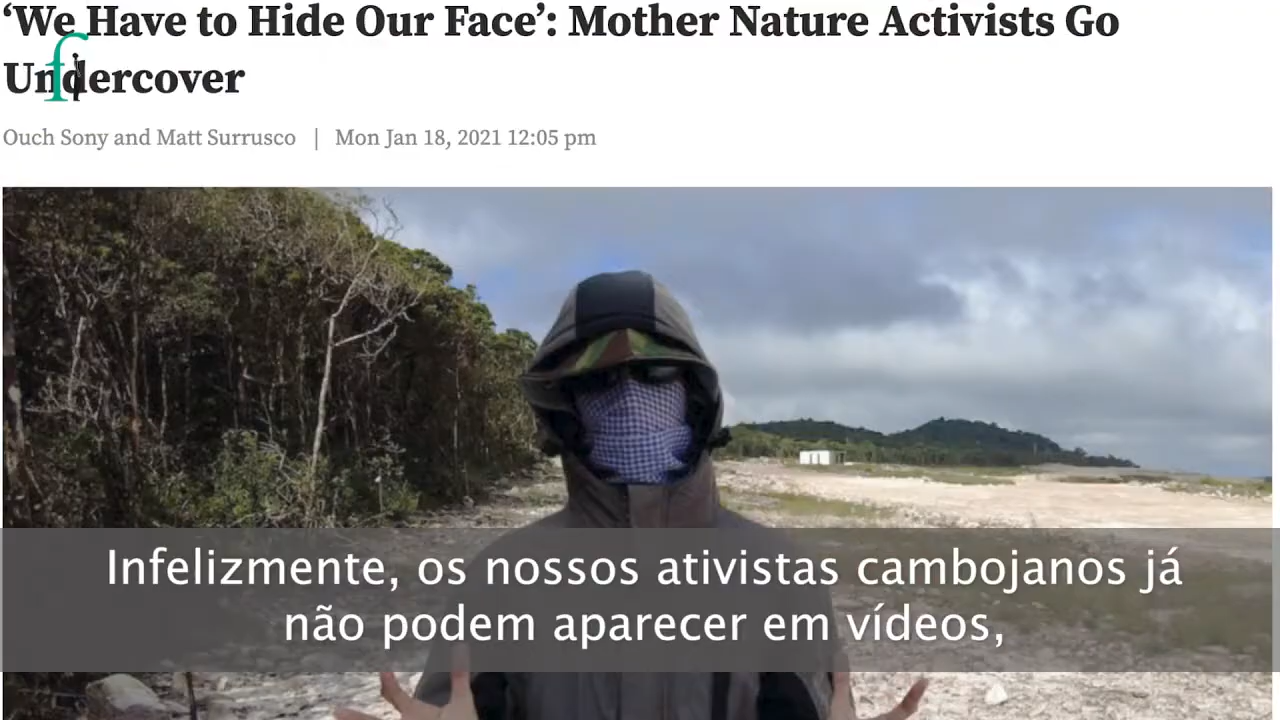 ‘We Have to Hide Our Face’: Mother Nature Activists Go
Undercover
Ouch Sony and Matt Surrusco | Mon Jan 18, 2021 12:05 pm
Infelizmente, os nossos ativistas cambojanos já
não podem aparecer em vídeos,